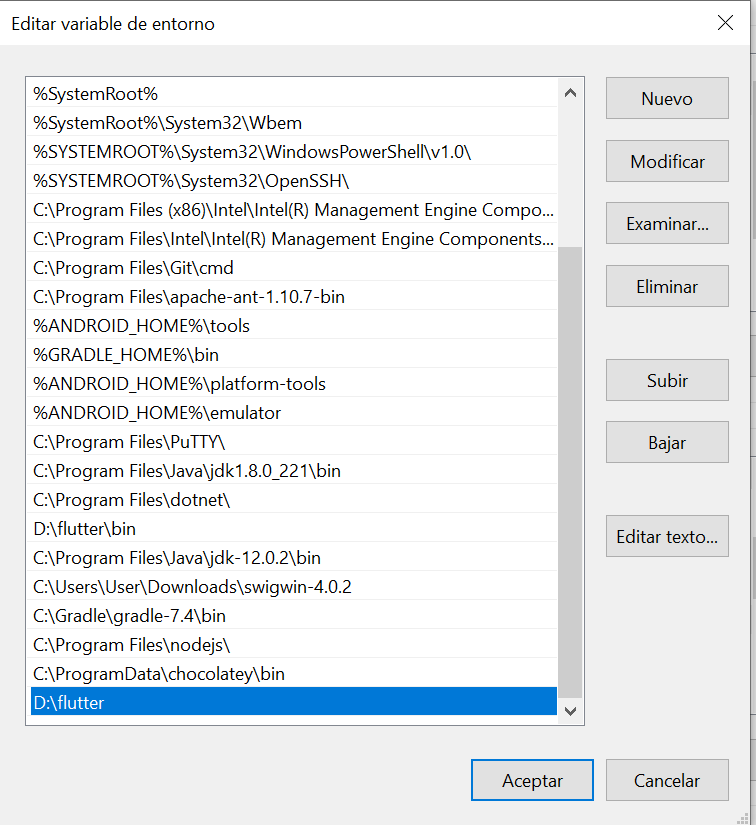 Editar variable de entorno
%SystemRoot%
%SystemRoot%\System32\Wbem
%SYSTEMROOT%\System32\WindowsPowerShell\v1.0\
%SYSTEMROOT%\System32\OpenSSH\
C:\Program Files (x86)\Intel\Intel(R) Management Engine Compo...
C:\Program Files\Intel\Intel(R) Management Engine Components...
C:\Program Files\Git\cmd
C:\Program Files\apache-ant-1.10.7-bin
%ANDROID_HOME%\tools
%GRADLE_HOME%\bin
%ANDROID_HOME%\platform-tools
%ANDROID_HOME%\emulator
C:\Program Files\PuTTY\
C:\Program Files\Java\jdk1.8.0_221\bin
C:\Program Files\dotnet\
D:\flutter\bin
C:\Program Files\Java\jdk-12.0.2\bin
C:\Users\User\Downloads\swigwin-4.0.2
C:\Gradle\gradle-7.4\bin
C:\Program Files\nodejs\
C:\ProgramData\chocolatey\bin
D:\flutter
Nuevo
Modificar
Examinar...
Eliminar
Subir
Bajar
Editar texto...
Aceptar
Cancelar